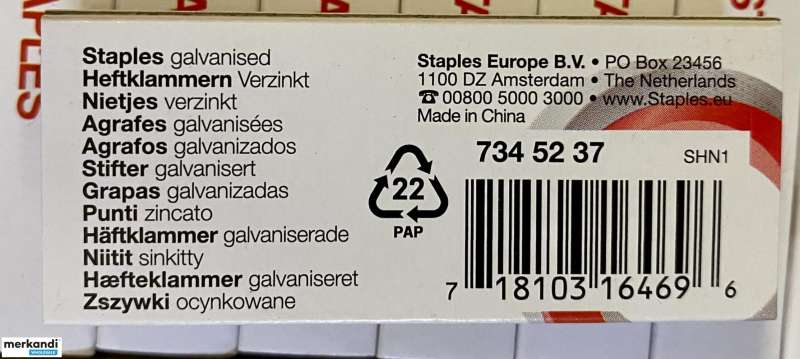 Staples galvanised
Heftklammern Verzinkt
Nietjes verzinkt
Agrafes galvanisées
Agrafos galvanizados
Stifter galvanisert
Grapas galvanizadas
Punti zincato
Häftklammer galvaniserade
Niitit sinkitty
Hæfteklammer galvaniseret
Zszywki ocynkowane
Staples Europe B.V. • PO Box 23456
1100 DZ Amsterdam • The Netherlands
☎ 00800 5000 3000 • www.Staples.eu
Made in China
22
PAP
734 52 37 SHN1
7 18103 16469 6
APLES
merkandi
WHOLESALE